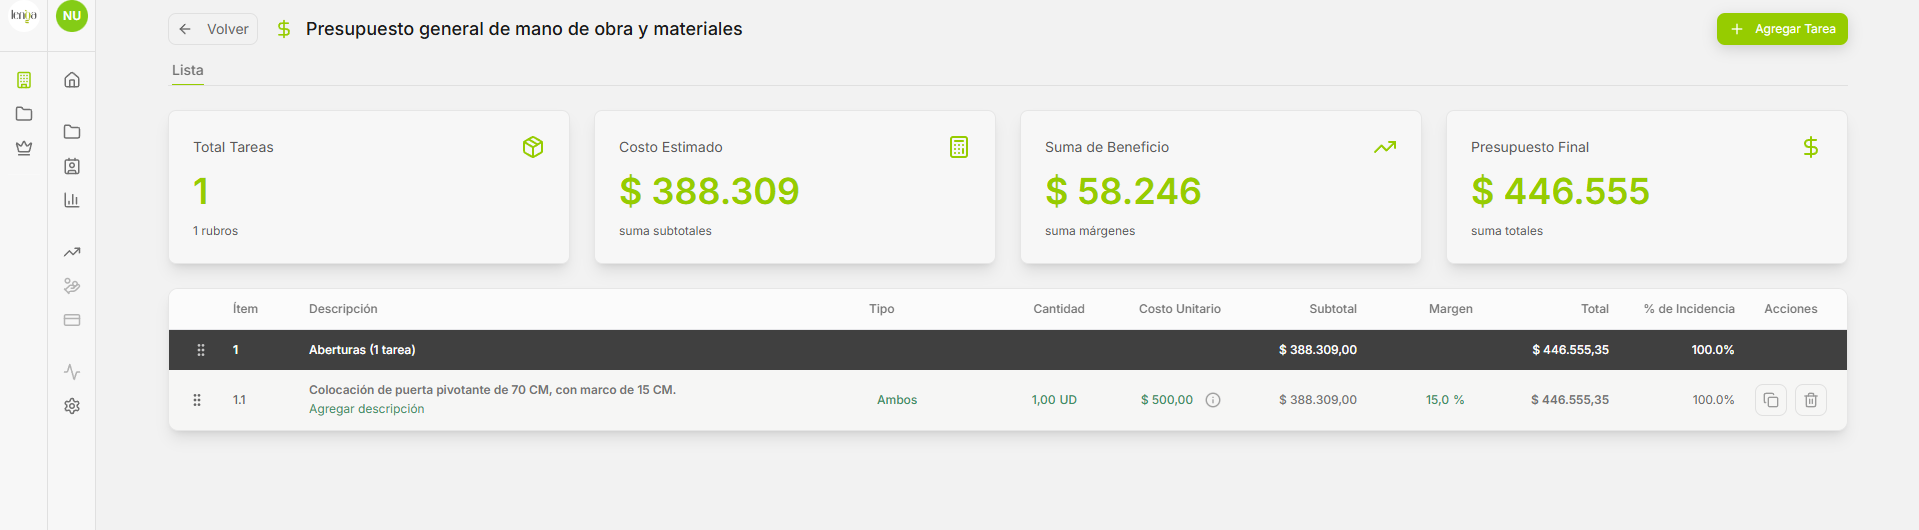 lenga
NU
Volver
Presupuesto general de mano de obra y materiales
Agregar Tarea
Lista
Total Tareas
1
1 rubros
Costo Estimado
$ 388.309
suma subtotales
Suma de Beneficio
$ 58.246
suma márgenes
Presupuesto Final
$ 446.555
suma totales
Ítem Descripción Tipo Cantidad Costo Unitario Subtotal Margen Total % de Incidencia Acciones
1 Aberturas (1 tarea) $ 388.309,00 $ 446.555,35 100.0%
1.1 Colocación de puerta pivotante de 70 CM, con marco de 15 CM. Ambos 1,00 UD $ 500,00 $ 388.309,00 15,0 % $ 446.555,35 100.0%
Agregar descripción